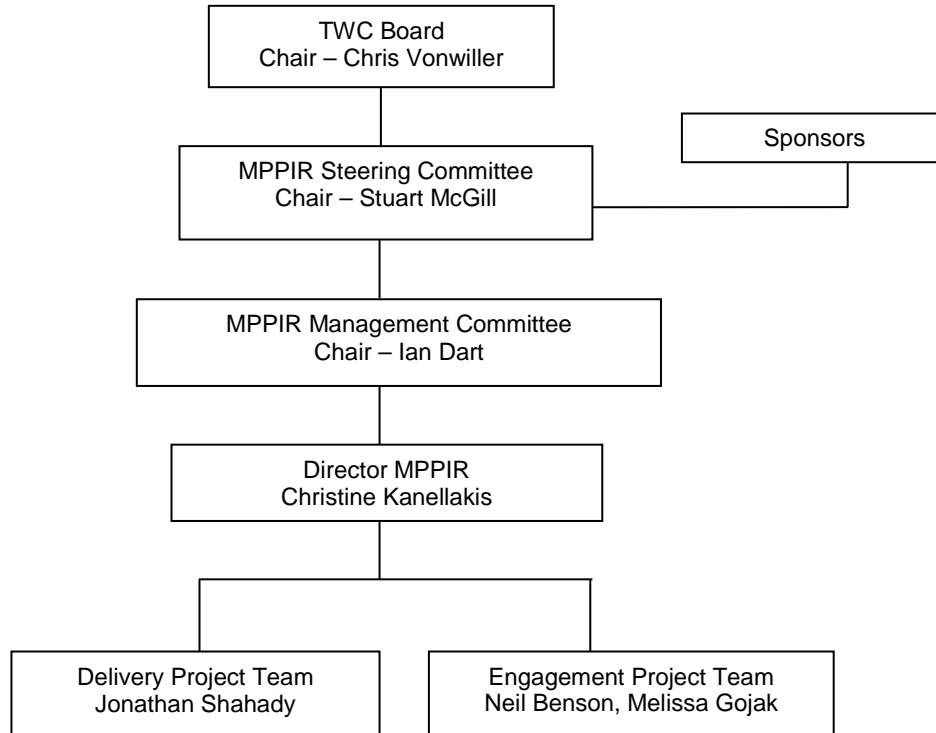 TWC Board
Chair – Chris Vonwiller
Sponsors
MPPIR Steering Committee
Chair – Stuart McGill
MPPIR Management Committee
Chair – Ian Dart
Director MPPIR
Christine Kanellakis
Delivery Project Team
Jonathan Shahady
Engagement Project Team
Neil Benson, Melissa Gojak